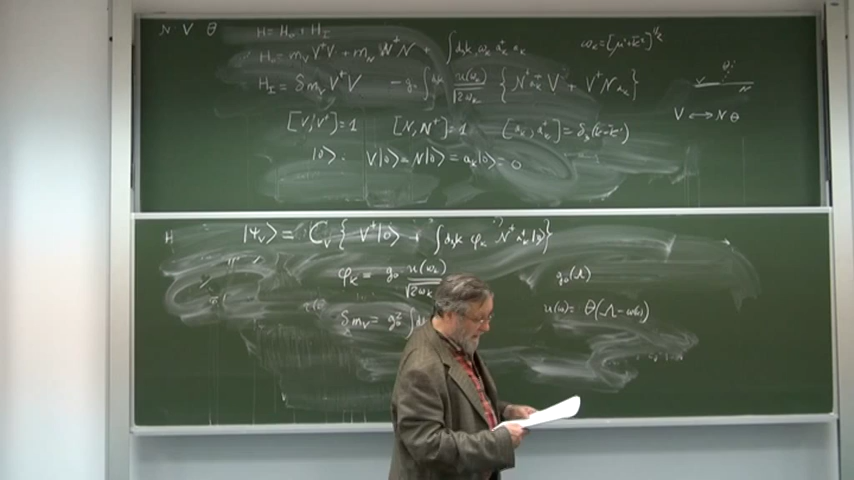 N V θ
H = H₀ + H_I
H₀ = m_V V⁺V + m_N N⁺N + ∫ d₃k ω_k a_k⁺ a_k
ω_k = [μ² + k²]^{1/2}
H_I = δm_V V⁺V - g₀ ∫ d₃k u(ω_k)/√2ω_k { N⁺a_k⁺V + V⁺N a_k }
V ⟷ N θ
[V, V⁺] = 1 [N, N⁺] = 1 [a_k, a_k'⁺] = δ₃(k - k')
|0⟩ V|0⟩ = N|0⟩ = a_k|0⟩ = 0
H |Ψ_V⟩ = C_V { V⁺|0⟩ + ∫ d₃k φ_k N⁺a_k⁺|0⟩ }
φ_k = g₀ u(ω_k)/√2ω_k
g₀(Λ)
δm_V = g₀² ∫
u(ω) = θ(Λ - ω(k))